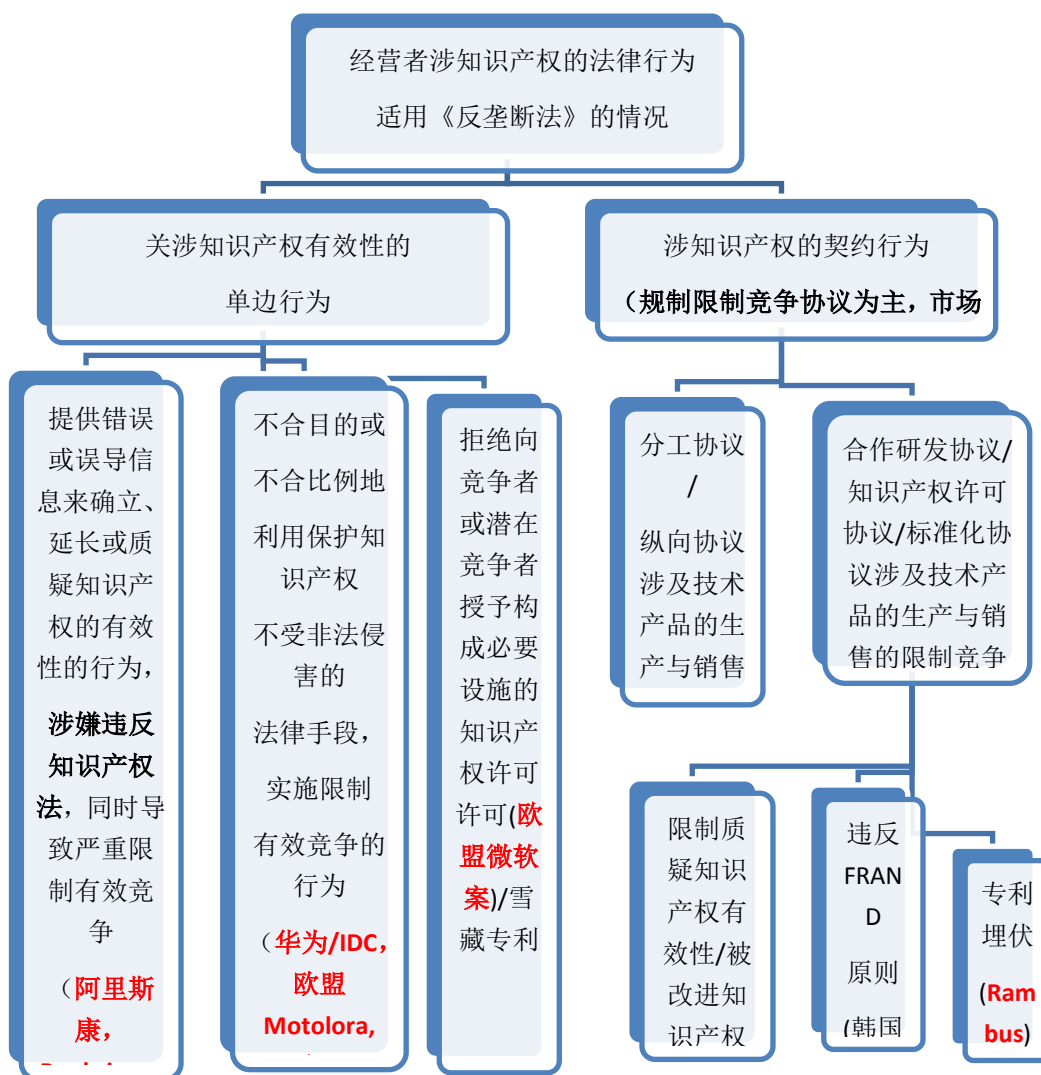 经营者涉知识产权的法律行为
适用《反垄断法》的情况
关涉知识产权有效性的
单边行为
涉知识产权的契约行为
（规制限制竞争协议为主，市场
提供错误
或误导信
息来确立、
延长或质
疑知识产
权的有效
性的行为，
涉嫌违反
知识产权
法，同时导
致严重限
制有效竞
争
（阿里斯
康，
不合目的或
不合比例地
利用保护知
识产权
不受非法侵
害的
法律手段，
实施限制
有效竞争的
行为
（华为/IDC，
欧盟
Motolora,
拒绝向
竞争者
或潜在
竞争者
授予构
成必要
设施的
知识产
权许可
许可(欧
盟微软
案)/雪
藏专利
分工协议
/
纵向协议
涉及技术
产品的生
产与销售
合作研发协议/
知识产权许可
协议/标准化协
议涉及技术产
品的生产与销
售的限制竞争
限制质
疑知识
产权有
效性/被
改进知
识产权
违反
FRAN
D
原则
(韩国
专利
埋伏
(Ram
bus)